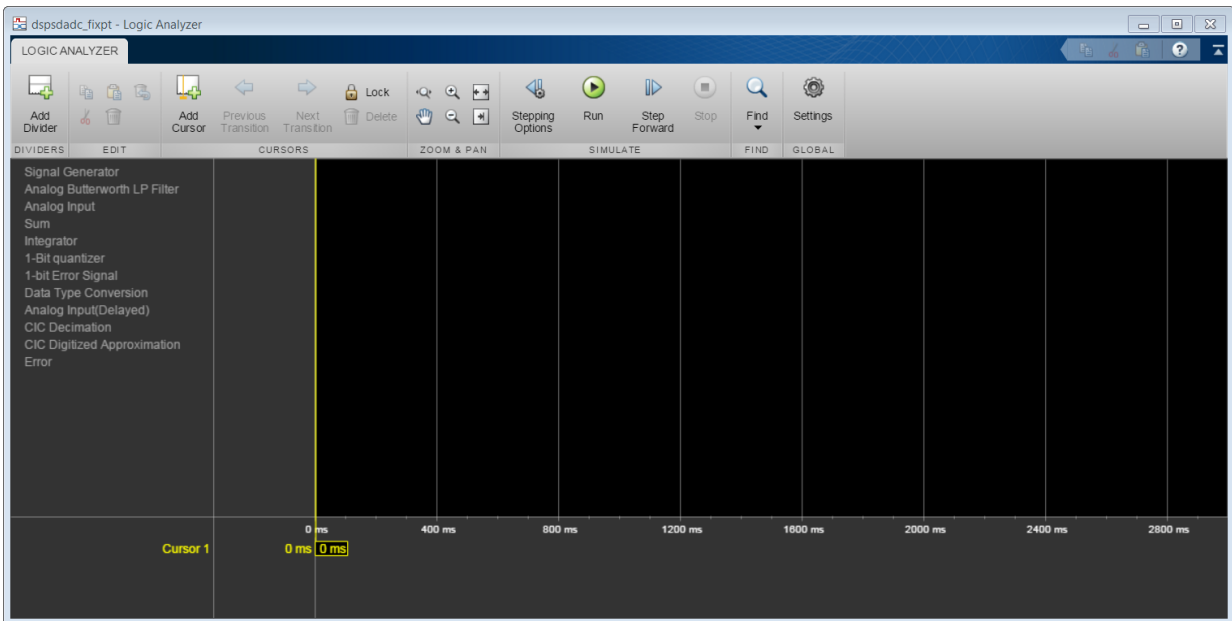 dspsdadc_fixpt - Logic Analyzer
LOGIC ANALYZER
?
Add Divider
Add Cursor
Previous Transition
Next Transition
Lock
Delete
Stepping Options
Run
Step Forward
Stop
Find
Settings
DIVIDERS EDIT CURSORS ZOOM & PAN SIMULATE FIND GLOBAL
Signal Generator
Analog Butterworth LP Filter
Analog Input
Sum
Integrator
1-Bit quantizer
1-bit Error Signal
Data Type Conversion
Analog Input(Delayed)
CIC Decimation
CIC Digitized Approximation
Error
0 ms 400 ms 800 ms 1200 ms 1600 ms 2000 ms 2400 ms 2800 ms
Cursor 1 0 ms 0 ms